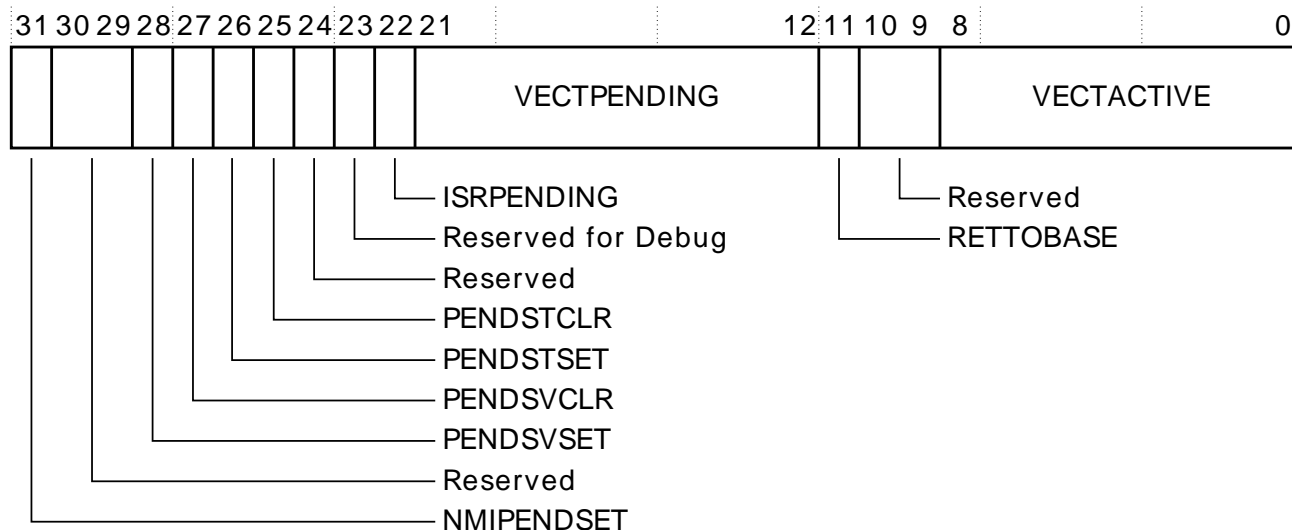 31 30 29 28 27 26 25 24 23 22 21 12 11 10 9 8 0
VECTPENDING VECTACTIVE
ISRPENDING Reserved
Reserved for Debug RETTOBASE
Reserved
PENDSTCLR
PENDSTSET
PENDSVCLR
PENDSVSET
Reserved
NMIPENDSET